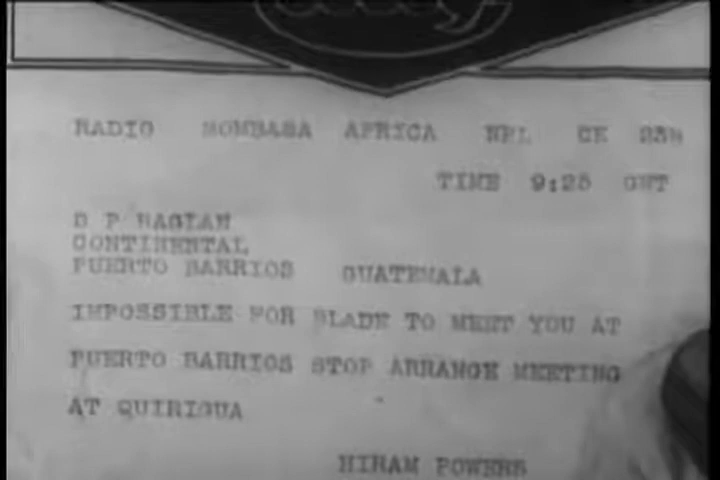 RADIO MOMBASA AFRICA
TIME 9:25 GMT
S P RAGLAN
CONTINENTAL
PUERTO BARRIOS GUATEMALA
IMPOSSIBLE FOR BLADE TO MEET YOU AT
PUERTO BARRIOS STOP ARRANGE MEETING
AT QUIRIGUA
HIRAM POWERS